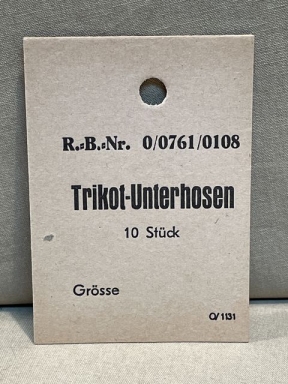 R.=B.=Nr. 0/0761/0108
Trikot-Unterhosen
10 Stück
Grösse
O/1131